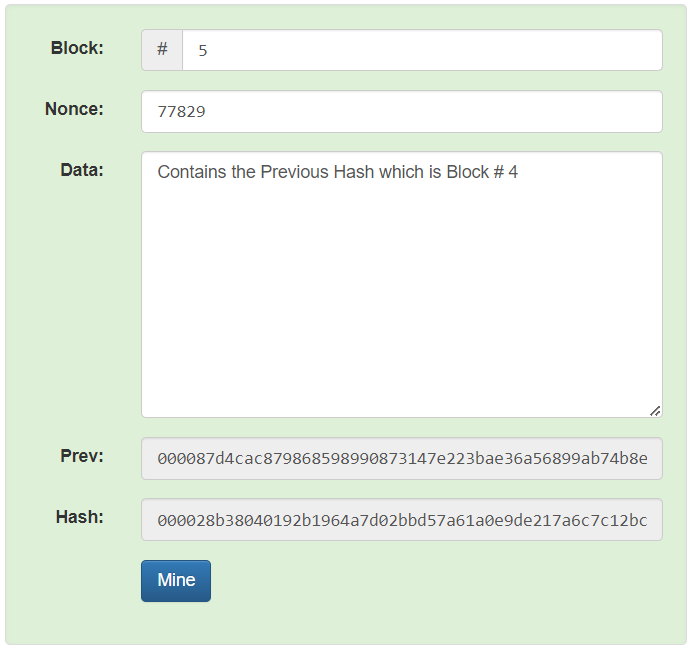 Block: # 5
Nonce: 77829
Data: Contains the Previous Hash which is Block # 4
Prev: 000087d4cac879868598990873147e223bae36a56899ab74b8e
Hash: 000028b38040192b1964a7d02bbd57a61a0e9de217a6c7c12bc
Mine